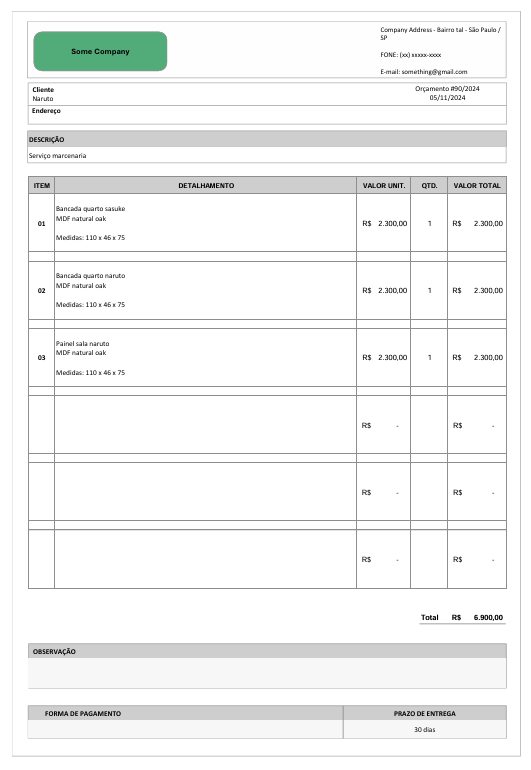 Some Company
Company Address - Bairro tal - São Paulo /
SP
FONE: (xx) xxxxx-xxxx
E-mail: something@gmail.com
Cliente
Naruto
Orçamento #90/2024
05/11/2024
Endereço
DESCRIÇÃO
Serviço marcenaria
ITEM DETALHAMENTO VALOR UNIT. QTD. VALOR TOTAL
Bancada quarto sasuke
MDF natural oak
01 R$ 2.300,00 1 R$ 2.300,00
Medidas: 110 x 46 x 75
Bancada quarto naruto
MDF natural oak
02 R$ 2.300,00 1 R$ 2.300,00
Medidas: 110 x 46 x 75
Painel sala naruto
MDF natural oak
03 R$ 2.300,00 1 R$ 2.300,00
Medidas: 110 x 46 x 75
R$ - R$ -
R$ - R$ -
R$ - R$ -
Total R$ 6.900,00
OBSERVAÇÃO
FORMA DE PAGAMENTO PRAZO DE ENTREGA
30 dias